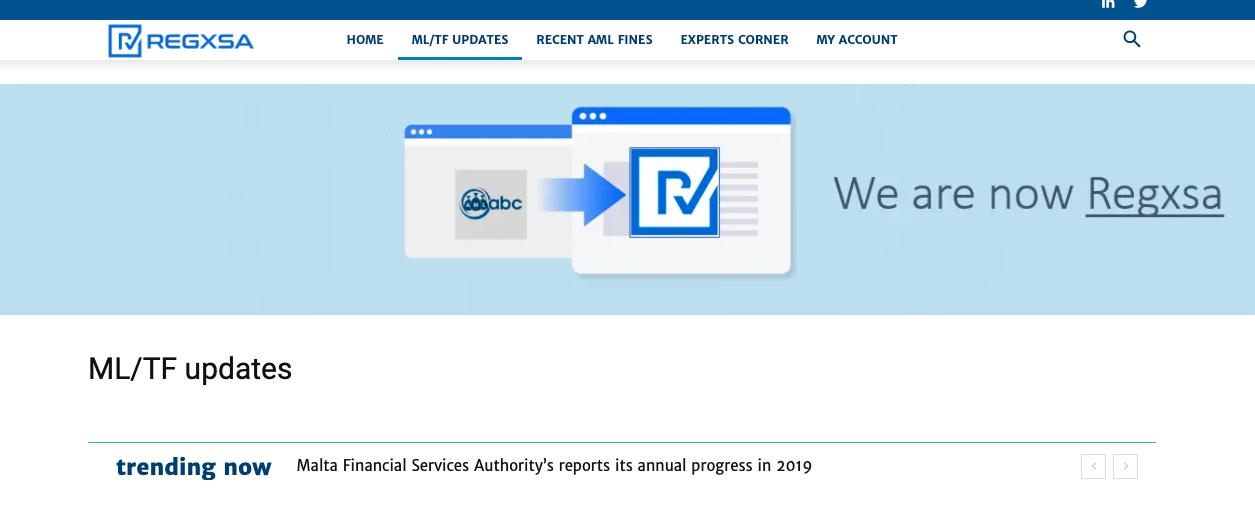 in
REGXSA
HOME
ML/TF UPDATES
RECENT AML FINES
EXPERTS CORNER
MY ACCOUNT
abc
We are now Regxsa
ML/TF updates
trending now
Malta Financial Services Authority's reports its annual progress in 2019